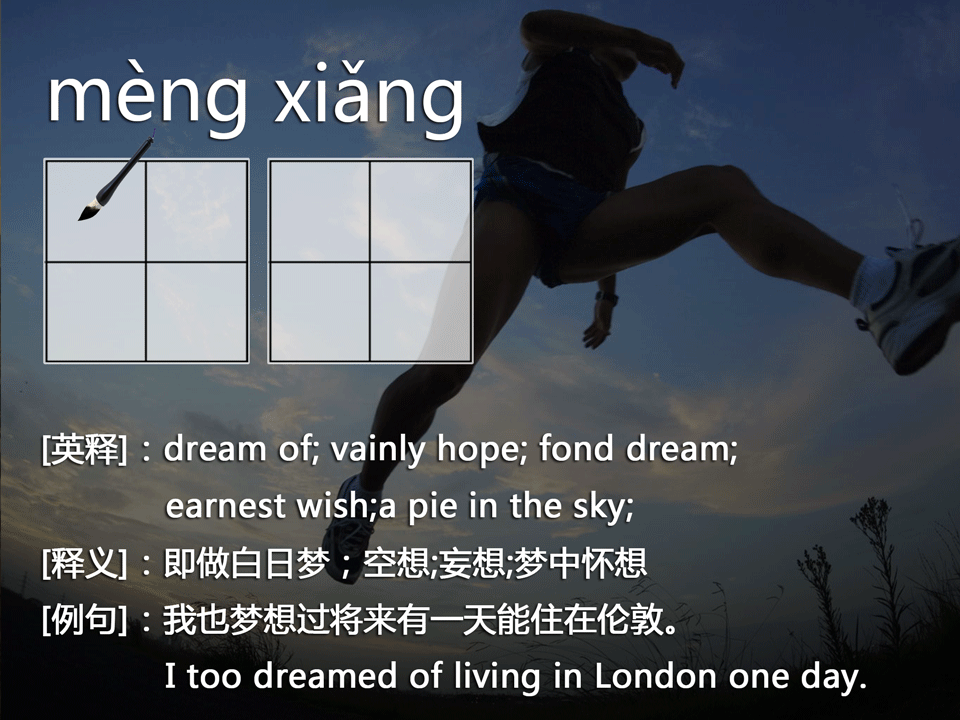 mèng xiǎng
[英释]：dream of; vainly hope; fond dream;
earnest wish;a pie in the sky;
[释义]：即做白日梦；空想;妄想;梦中怀想
[例句]：我也梦想过将来有一天能住在伦敦。
I too dreamed of living in London one day.